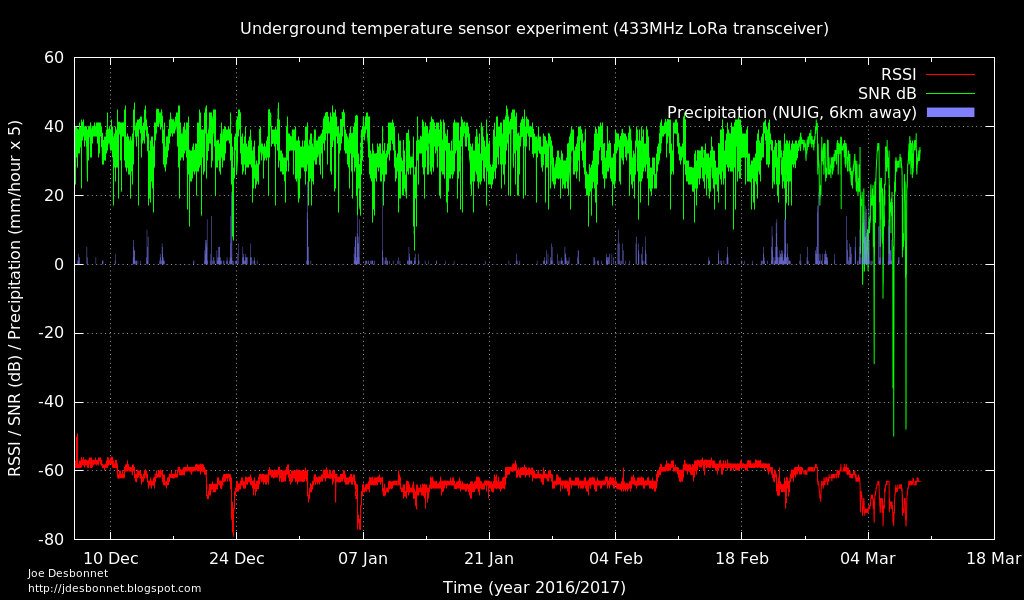 Underground temperature sensor experiment (433MHz LoRa transceiver)
RSSI
SNR dB
Precipitation (NUIG, 6km away)
RSSI / SNR (dB) / Precipitation (mm/hour x 5)
60
40
20
0
-20
-40
-60
-80
10 Dec 24 Dec 07 Jan 21 Jan 04 Feb 18 Feb 04 Mar 18 Mar
Time (year 2016/2017)
Joe Desbonnet
http://jdesbonnet.blogspot.com